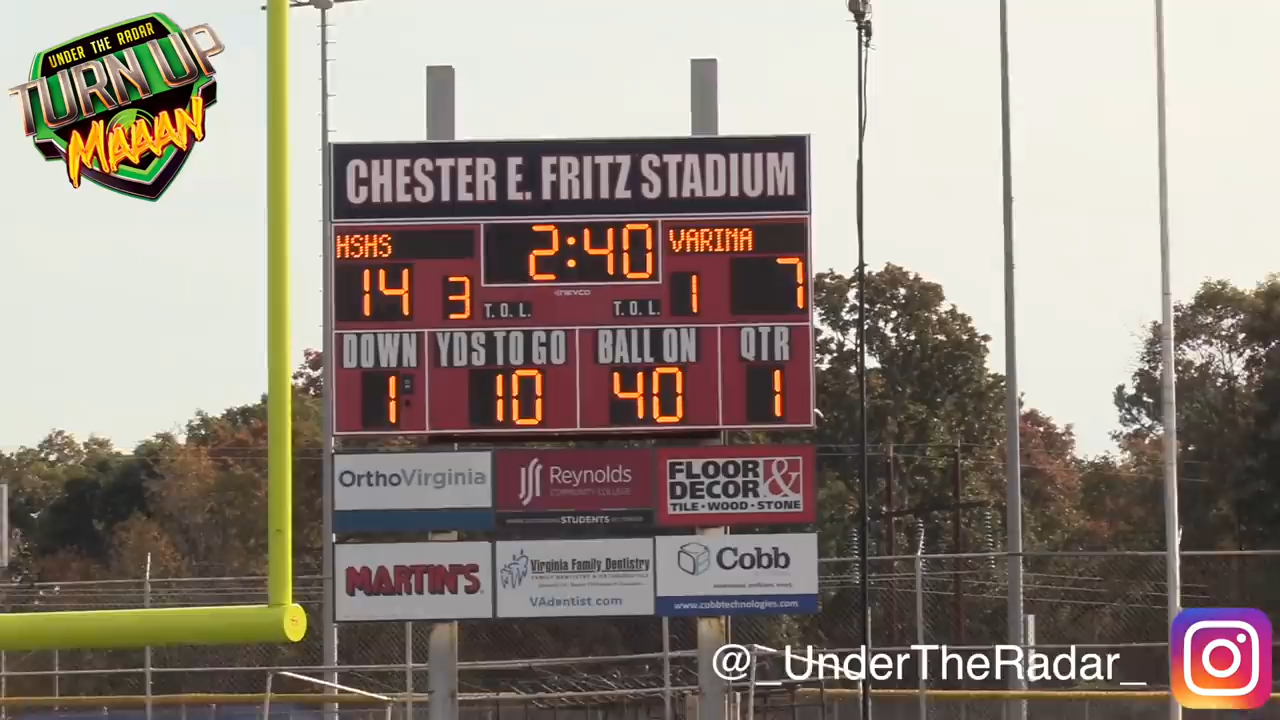 UNDER THE RADAR
TURN UP
MAAAN
CHESTER E. FRITZ STADIUM
HSHS 2:40 VARINA
14 3 T. O. L. T. O. L. 1 7
DOWN YDS TO GO BALL ON QTR
1 10 40 1
OrthoVirginia
Reynolds
COMMUNITY COLLEGE
STUDENTS
FLOOR &
DECOR
TILE • WOOD • STONE
MARTIN'S
Virginia Family Dentistry
VAdentist.com
Cobb
www.cobbtechnologies.com
@_UnderTheRadar_